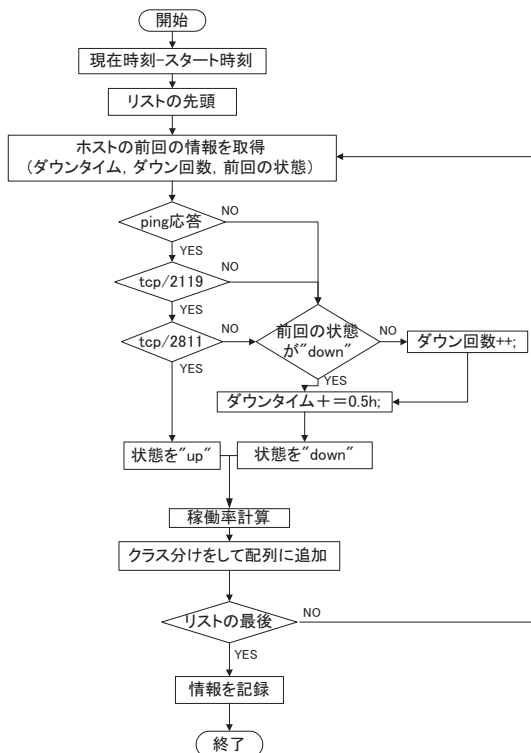 開始
現在時刻-スタート時刻
リストの先頭
ホストの前回の情報を取得
(ダウンタイム, ダウン回数, 前回の状態)
ping応答
NO
YES
tcp/2119
NO
YES
tcp/2811
NO
YES
前回の状態
が"down"
NO
YES
ダウン回数++;
ダウンタイム+=0.5h;
状態を"up"
状態を"down"
稼働率計算
クラス分けをして配列に追加
リストの最後
NO
YES
情報を記録
終了